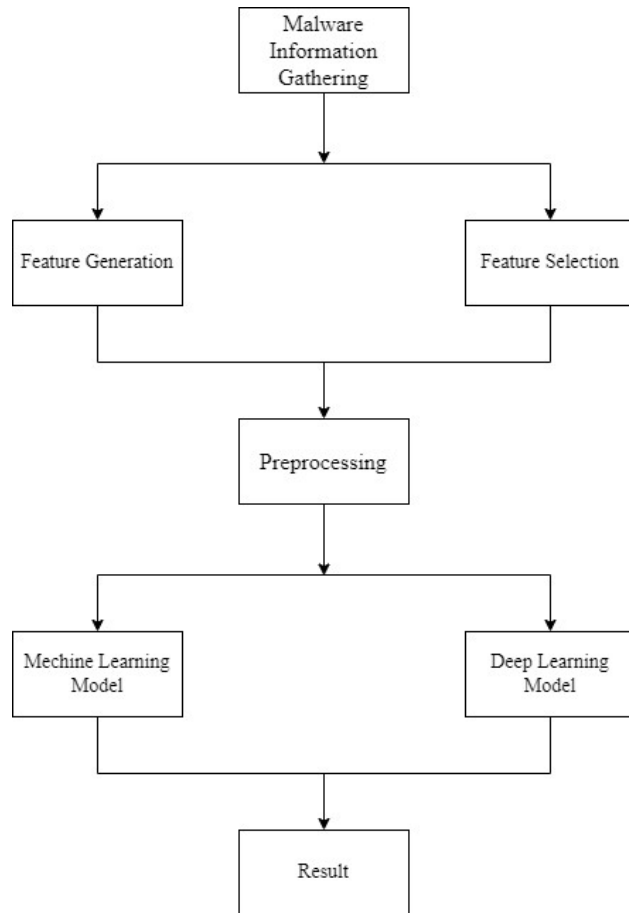 Malware
Information
Gathering
Feature Generation
Feature Selection
Preprocessing
Mechine Learning
Model
Deep Learning
Model
Result